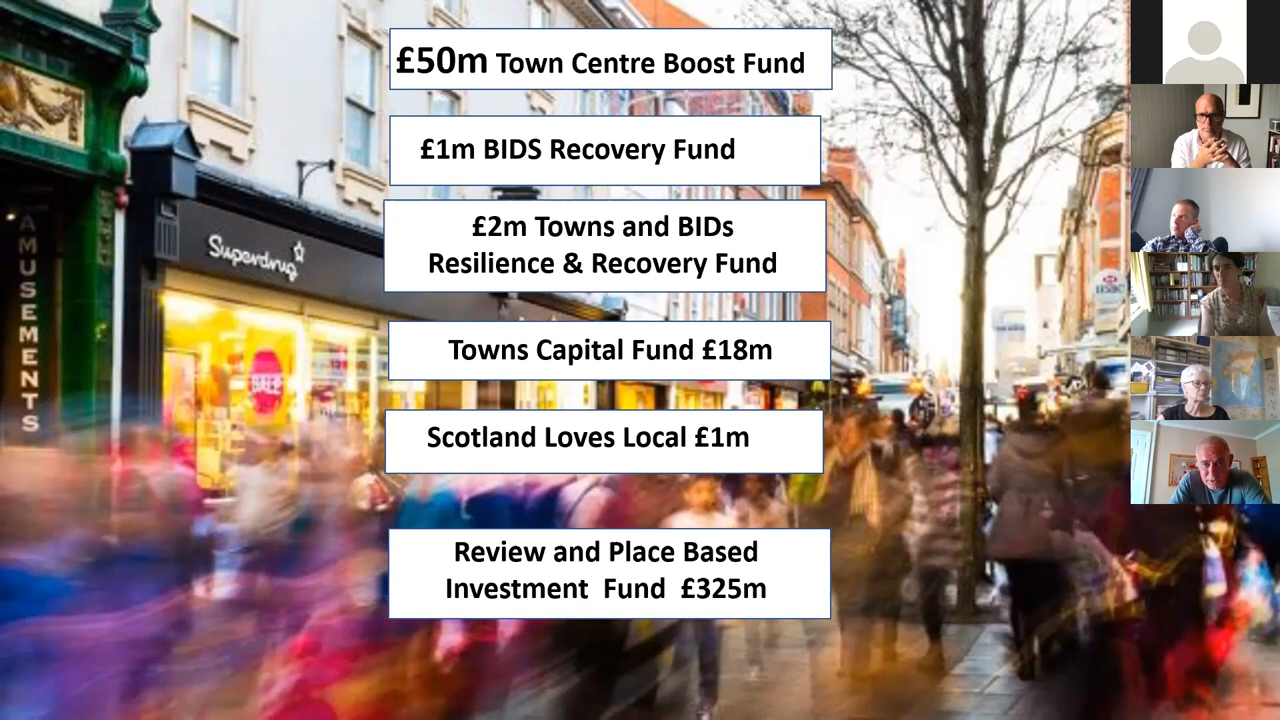 £50m Town Centre Boost Fund
£1m BIDS Recovery Fund
£2m Towns and BIDs
Resilience & Recovery Fund
Towns Capital Fund £18m
Scotland Loves Local £1m
Review and Place Based
Investment Fund £325m
AMUSEMENTS
Superdrug
SALE
HSBC